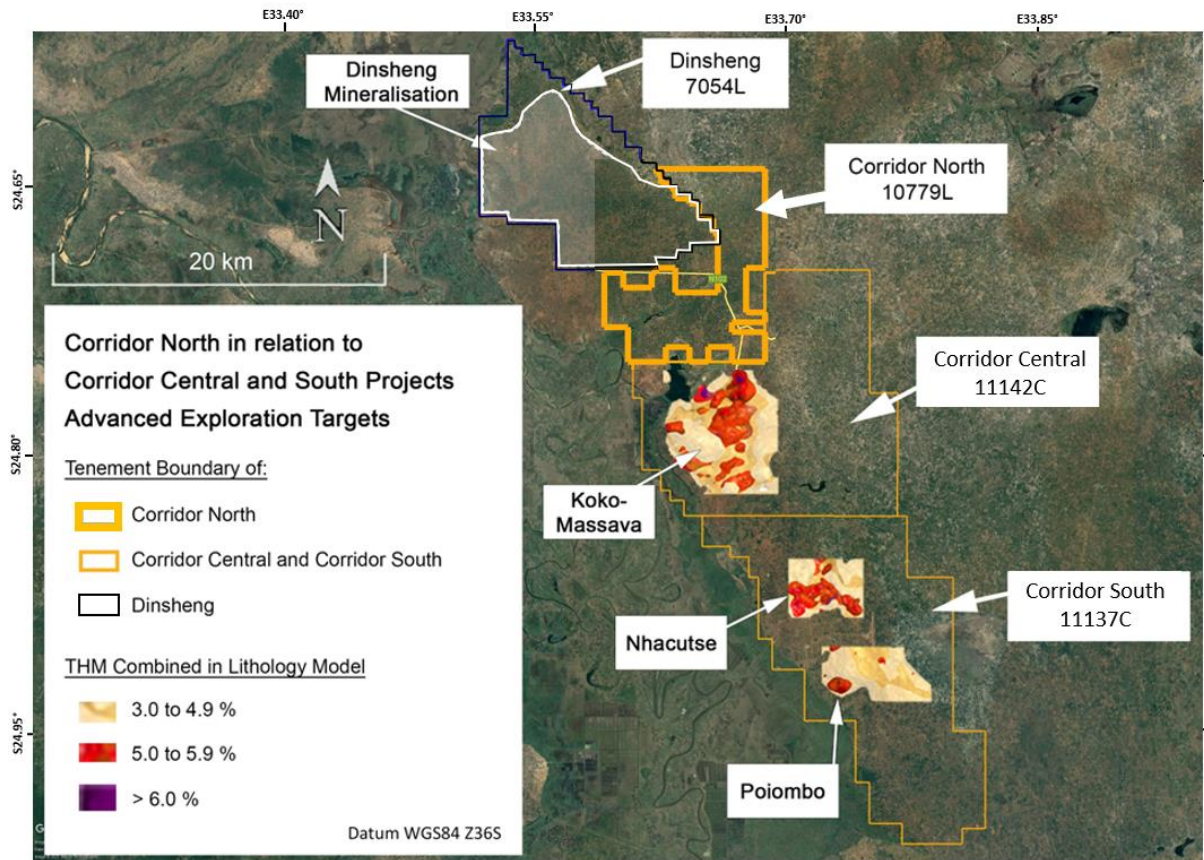 E33.40°
E33.55°
E33.70°
E33.85°
Dinsheng
Mineralisation
Dinsheng
7054L
Corridor North
10779L
S24.65°
N
20 km
Corridor North in relation to
Corridor Central and South Projects
Advanced Exploration Targets
Tenement Boundary of:
Corridor North
Corridor Central and Corridor South
Dinsheng
THM Combined in Lithology Model
3.0 to 4.9 %
5.0 to 5.9 %
> 6.0 %
Datum WGS84 Z36S
Corridor Central
11142C
S24.80°
Koko-
Massava
Corridor South
11137C
Nhacutse
S24.95°
Poiombo